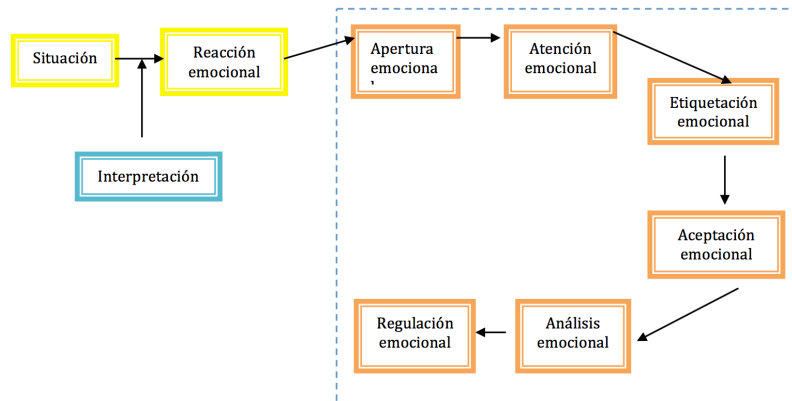 Situación
Reacción
emocional
Interpretación
Apertura
emociona
Atención
emocional
Etiquetación
emocional
Aceptación
emocional
Análisis
emocional
Regulación
emocional